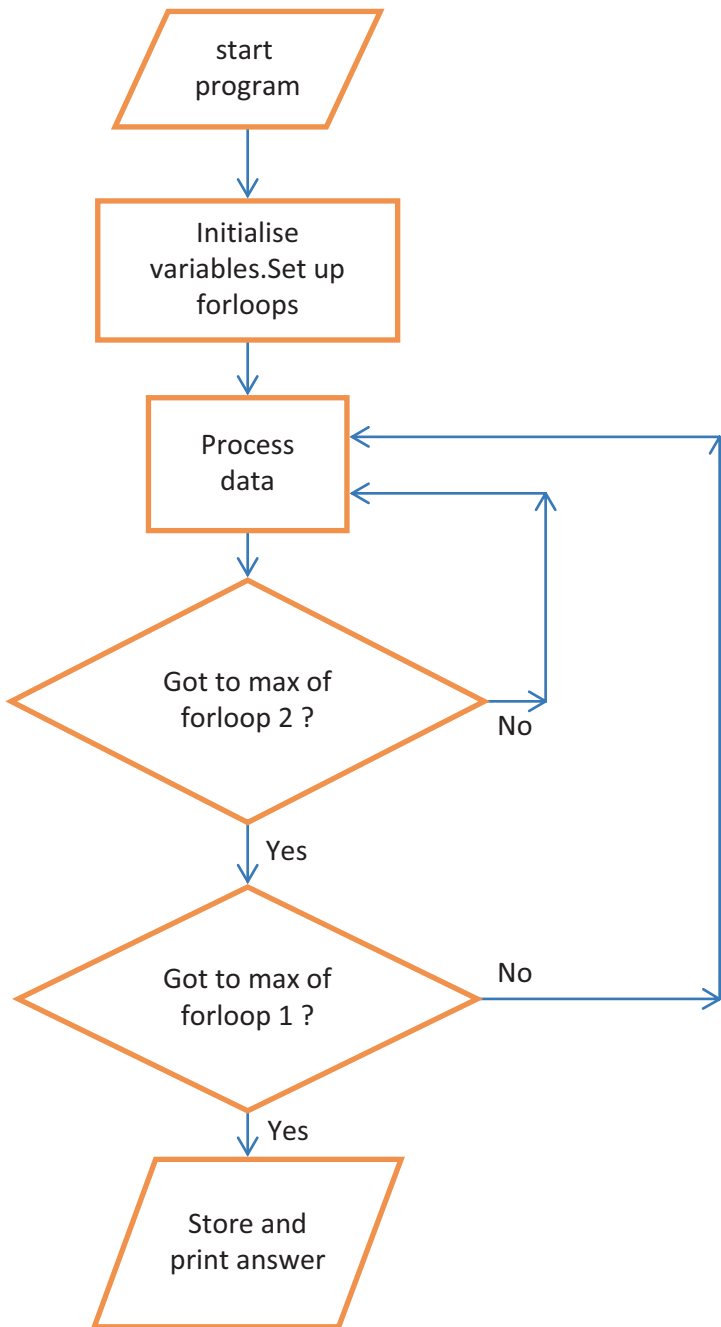 start
program
Initialise
variables.Set up
forloops
Process
data
Got to max of
forloop 2 ?
No
Yes
Got to max of
forloop 1 ?
No
Yes
Store and
print answer